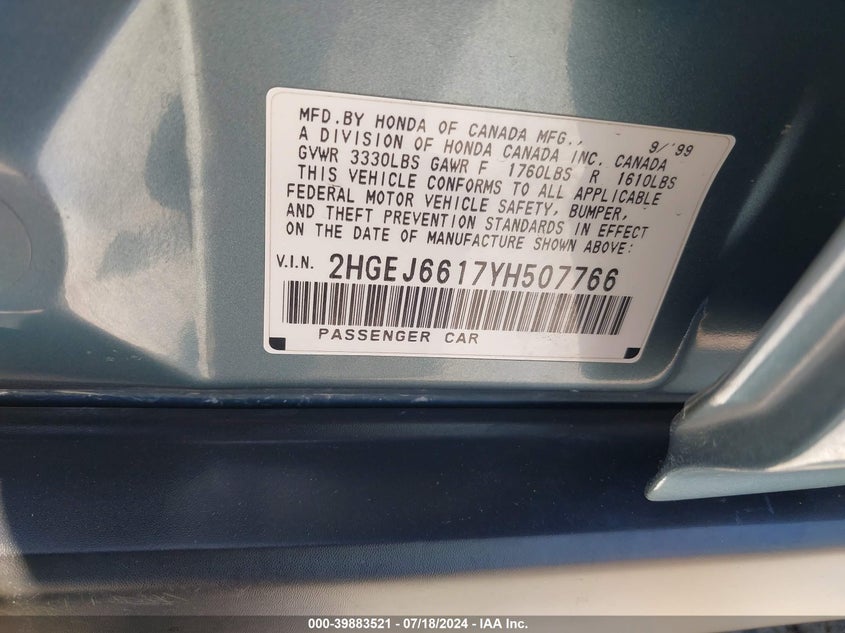 MFD.BY HONDA OF CANADA MFG., 9/'99
A DIVISION OF HONDA CANADA INC. CANADA
GVWR 3330LBS GAWR F 1760LBS R 1610LBS
THIS VEHICLE CONFORMS TO ALL APPLICABLE
FEDERAL MOTOR VEHICLE SAFETY, BUMPER,
AND THEFT PREVENTION STANDARDS IN EFFECT
ON THE DATE OF MANUFACTURE SHOWN ABOVE:
V.I.N. 2HGEJ6617YH507766
PASSENGER CAR
000-39883521 - 07/18/2024 - IAA Inc.